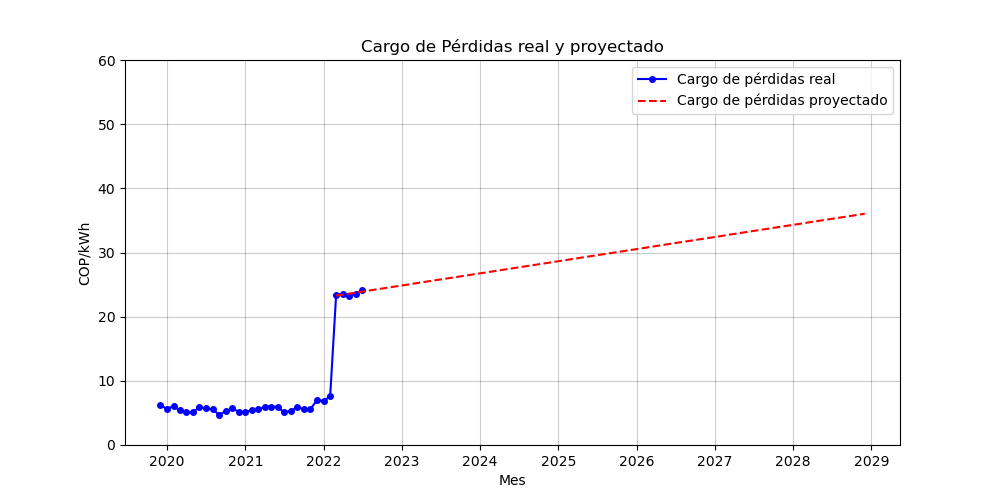 Cargo de Pérdidas real y proyectado
Cargo de pérdidas real
Cargo de pérdidas proyectado
60
50
40
30
20
10
0
COP/kWh
2020 2021 2022 2023 2024 2025 2026 2027 2028 2029
Mes